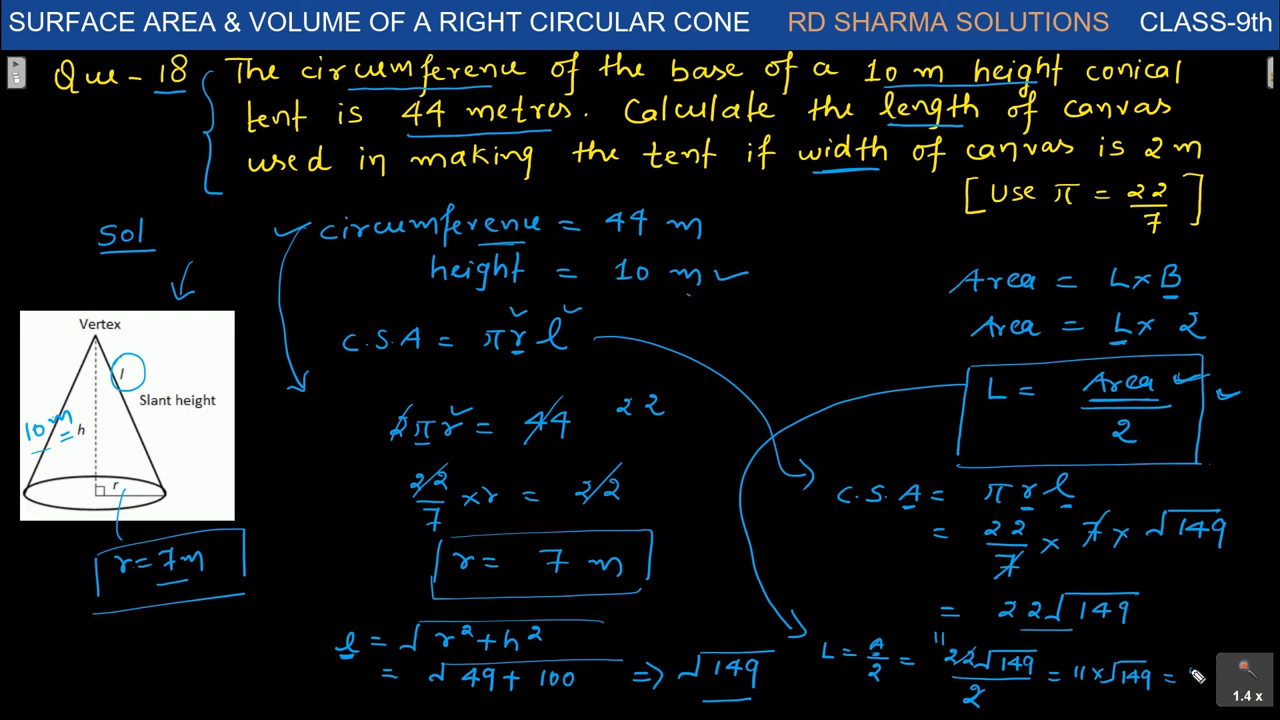 SURFACE AREA & VOLUME OF A RIGHT CIRCULAR CONE RD SHARMA SOLUTIONS CLASS-9th
Que - 18 The circumference of the base of a 10 m height conical
tent is 44 metres. Calculate the length of canvas
used in making the tent if width of canvas is 2 m
[Use π = 22/7]
Sol
circumference = 44 m
height = 10 m ✓
C.S.A = πrl
2πr = 44 22
22/7 × r = 22
r = 7 m
l = √r²+h²
= √49+100 => √149
Vertex
l
Slant height
10 m
h
r
r = 7m
Area = L×B
Area = L× 2
L = Area/2
C.S.A = πrl
= 22/7 × 7 × √149
= 22√149
L = A/2 = 11 22√149/2 = 11×√149 =
1.4 x